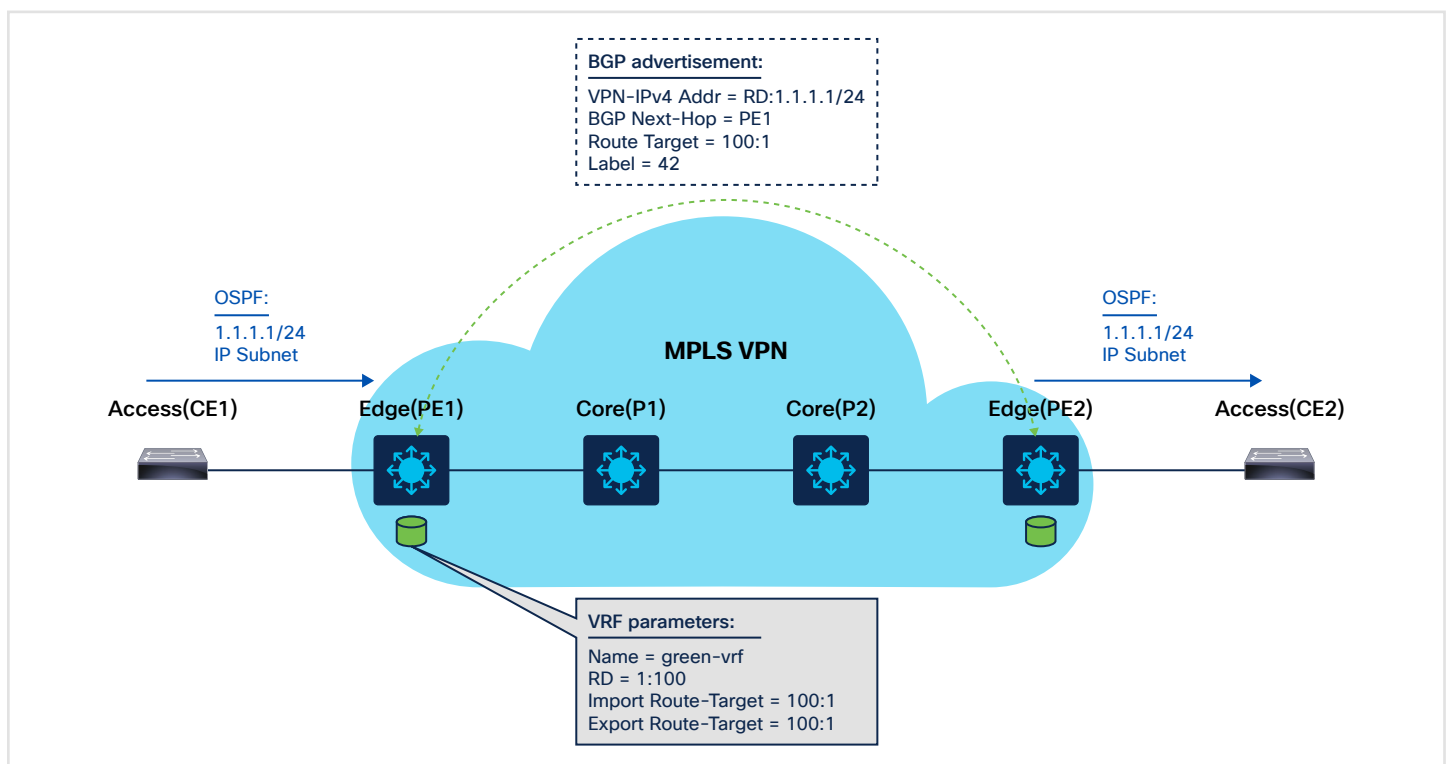 BGP advertisement:
VPN-IPv4 Addr = RD:1.1.1.1/24
BGP Next-Hop = PE1
Route Target = 100:1
Label = 42
OSPF:
1.1.1.1/24
IP Subnet
OSPF:
1.1.1.1/24
IP Subnet
MPLS VPN
Access(CE1)
Edge(PE1)
Core(P1)
Core(P2)
Edge(PE2)
Access(CE2)
VRF parameters:
Name = green-vrf
RD = 1:100
Import Route-Target = 100:1
Export Route-Target = 100:1